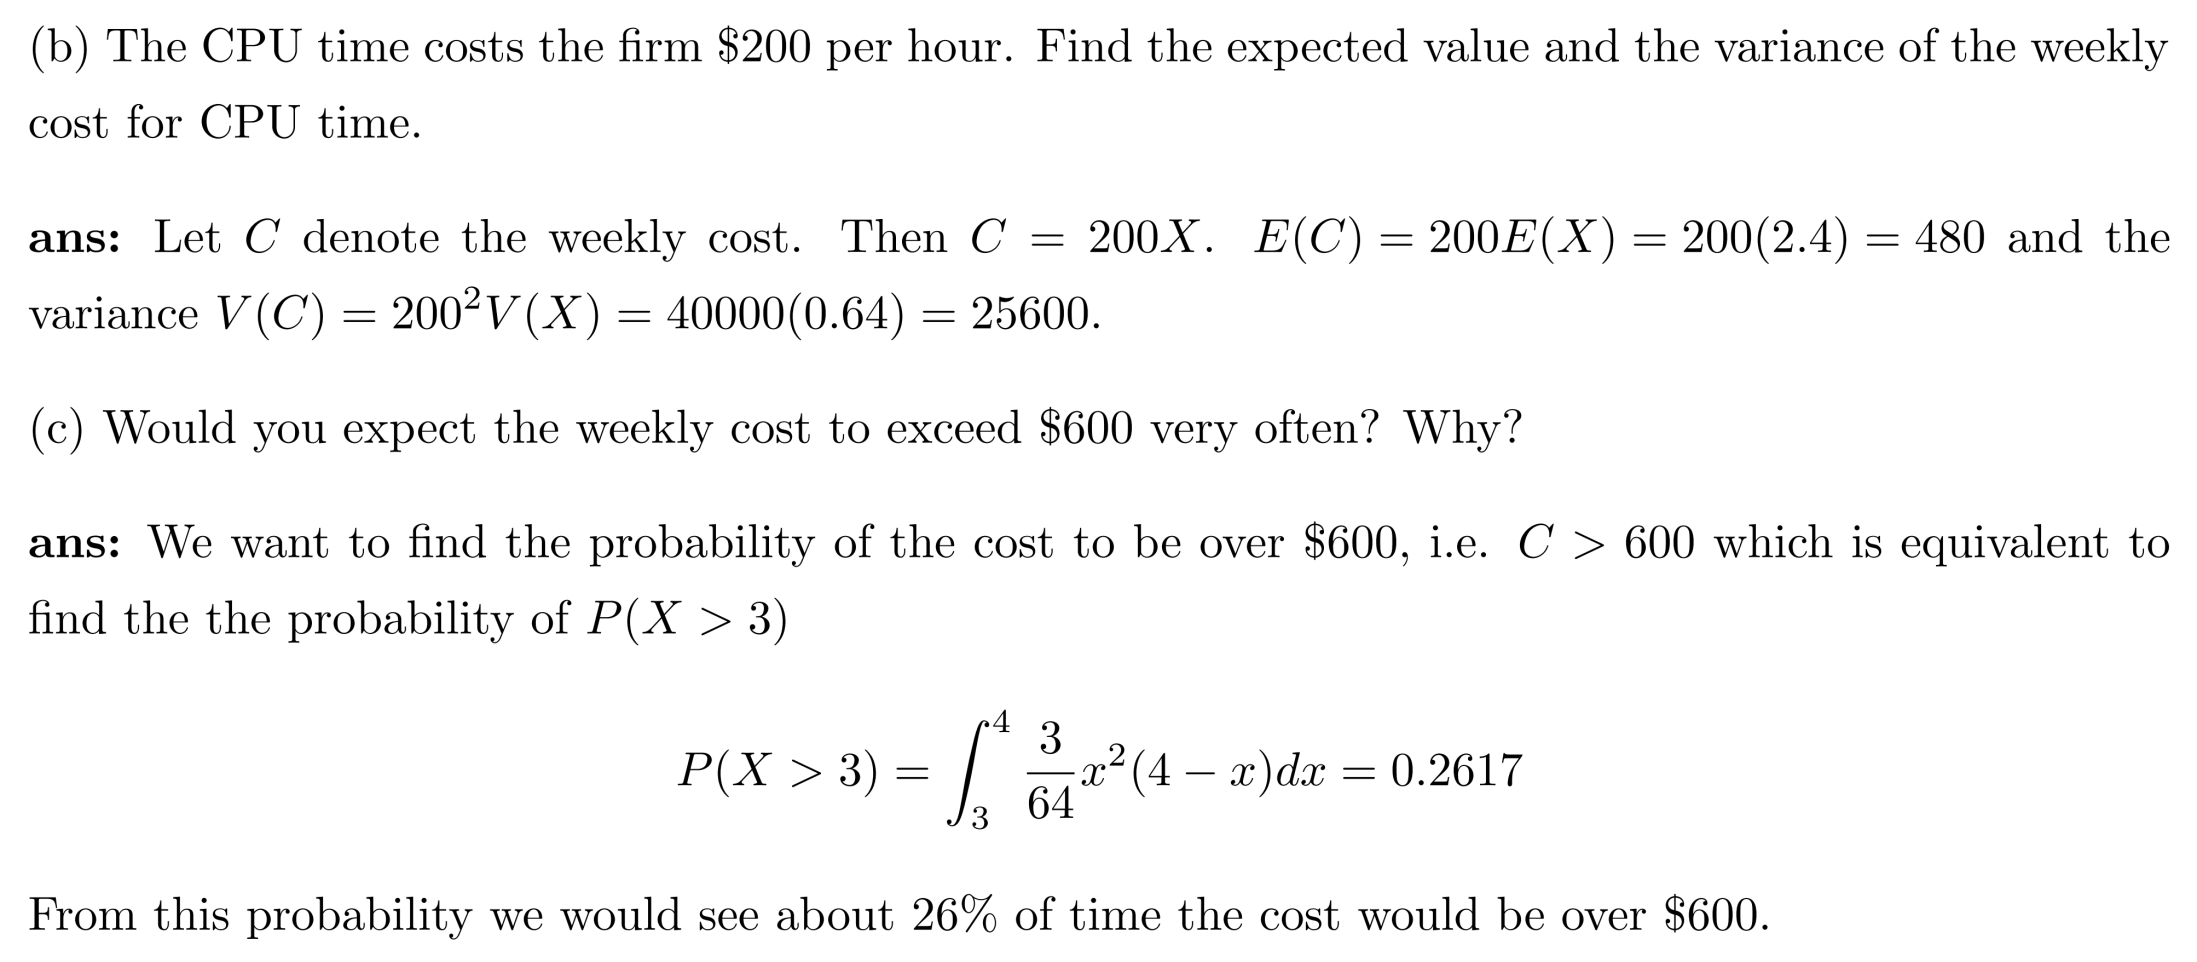 (b) The CPU time costs the firm $200 per hour. Find the expected value and the variance of the weekly
cost for CPU time.
ans: Let C denote the weekly cost. Then C = 200X. E(C) = 200E(X) = 200(2.4) = 480 and the
variance V(C) = 200²V(X) = 40000(0.64) = 25600.
(c) Would you expect the weekly cost to exceed $600 very often? Why?
ans: We want to find the probability of the cost to be over $600, i.e. C > 600 which is equivalent to
find the the probability of P(X > 3)
P(X > 3) = ∫₃⁴ 3/64 x²(4 − x)dx = 0.2617
From this probability we would see about 26% of time the cost would be over $600.